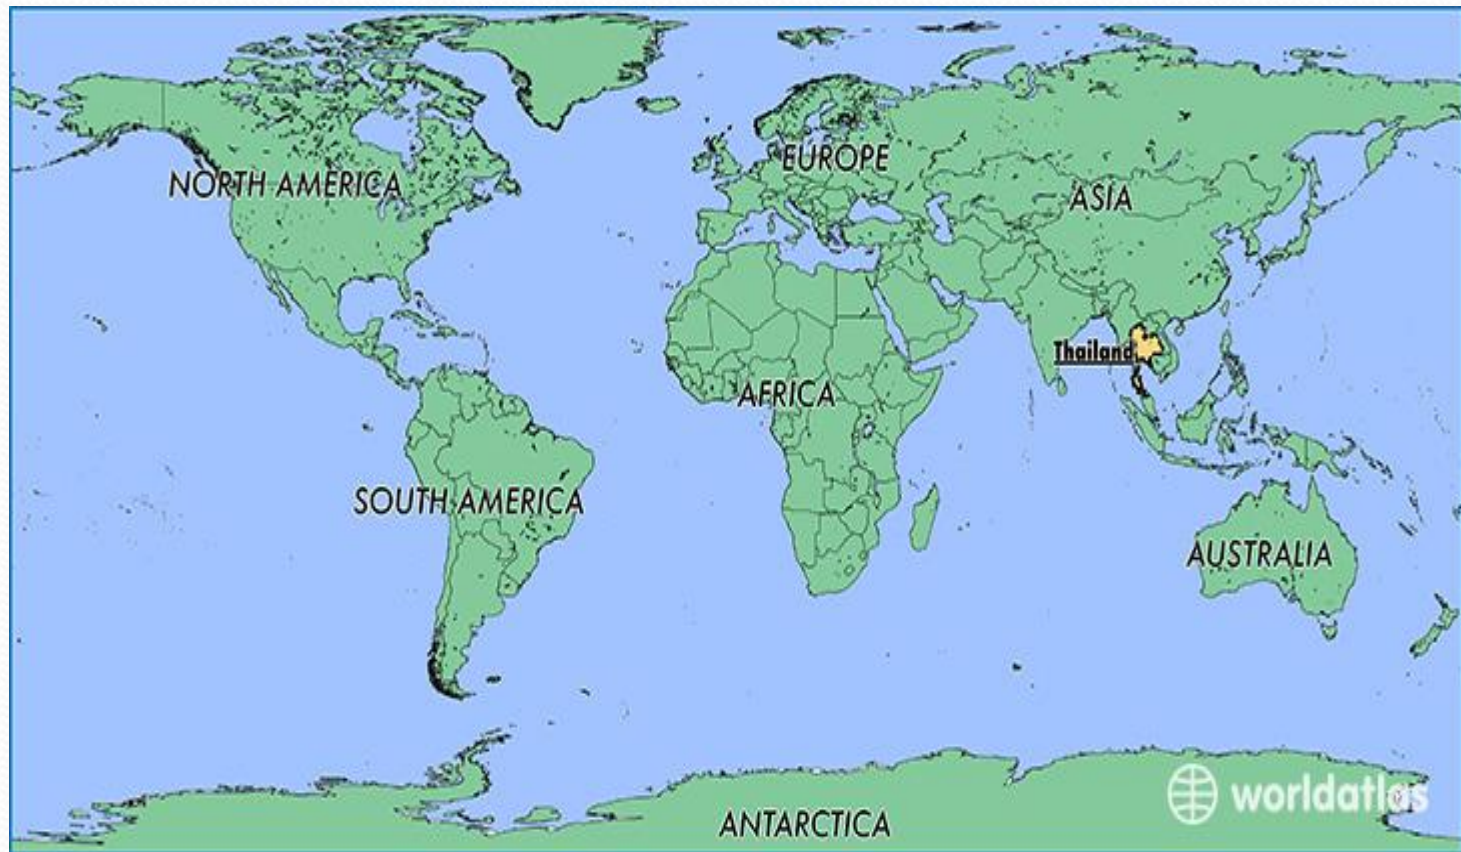 EUROPE
NORTH AMERICA
ASIA
Thailand
AFRICA
SOUTH AMERICA
AUSTRALIA
worldatlas
ANTARCTICA